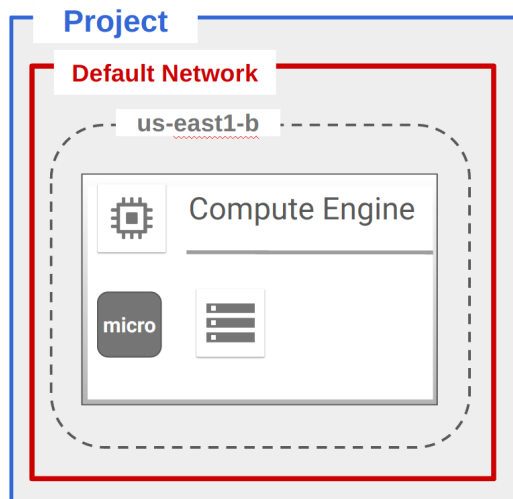 Project
Default Network
us-east1-b
Compute Engine
micro